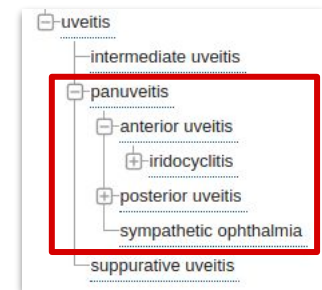 uveitis
intermediate uveitis
panuveitis
anterior uveitis
iridocyclitis
posterior uveitis
sympathetic ophthalmia
suppurative uveitis